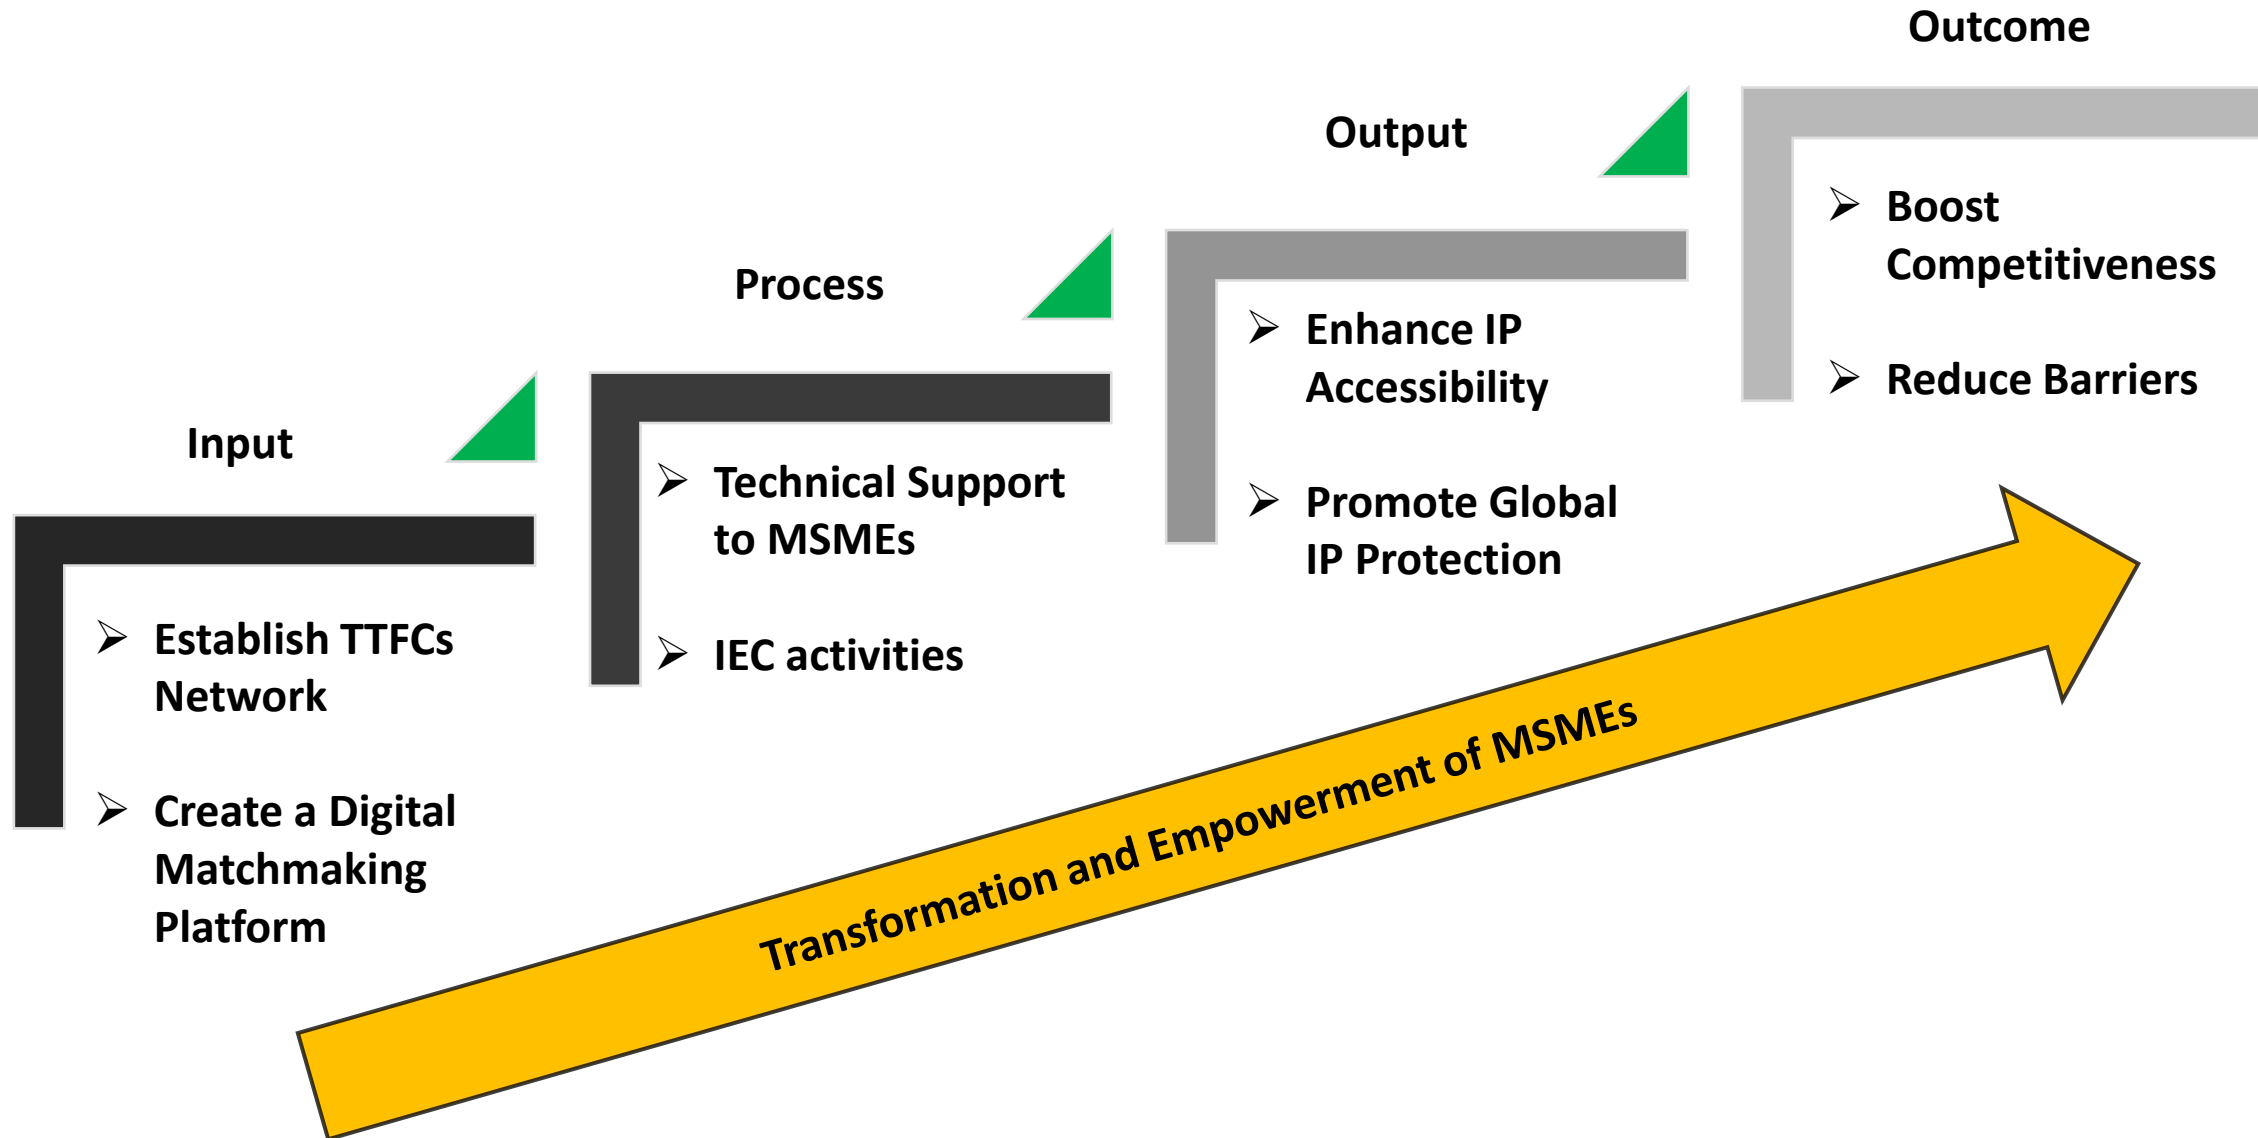 Input
Establish TTFCs
Network
Create a Digital
Matchmaking
Platform
Process
Technical Support
to MSMEs
IEC activities
Output
Enhance IP
Accessibility
Promote Global
IP Protection
Outcome
Boost
Competitiveness
Reduce Barriers
Transformation and Empowerment of MSMEs